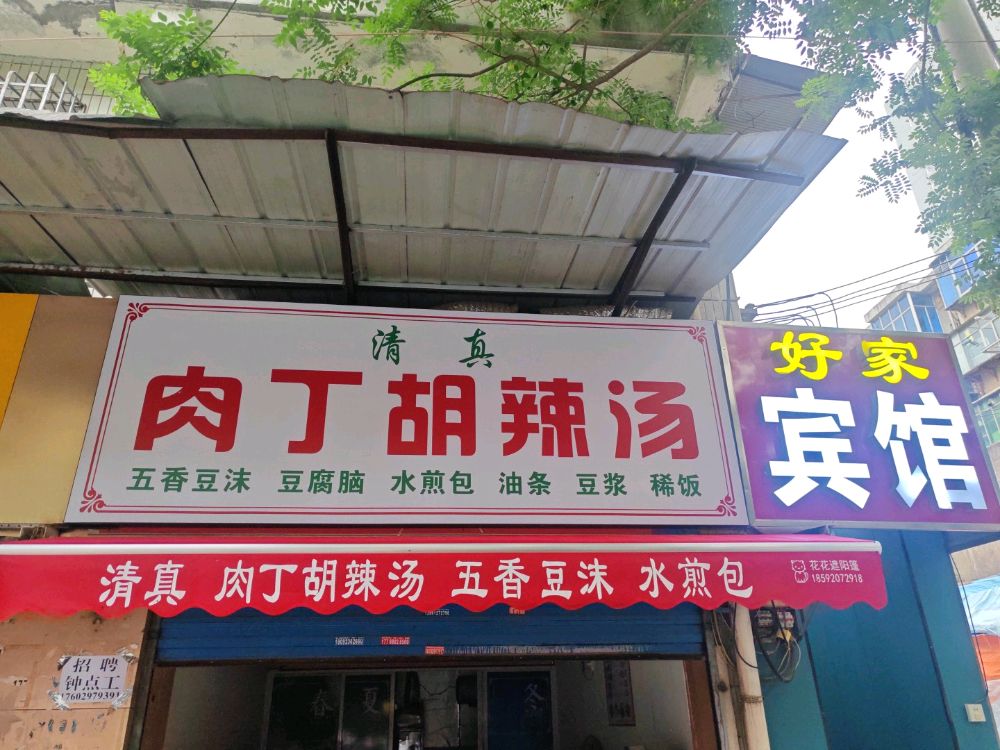 清真
肉丁胡辣汤
五香豆沫 豆腐脑 水煎包 油条 豆浆 稀饭
好家
宾馆
清真 肉丁胡辣汤 五香豆沫 水煎包
花花遮阳篷
18592072918
招聘
钟点工
17602979391
春 夏 冬